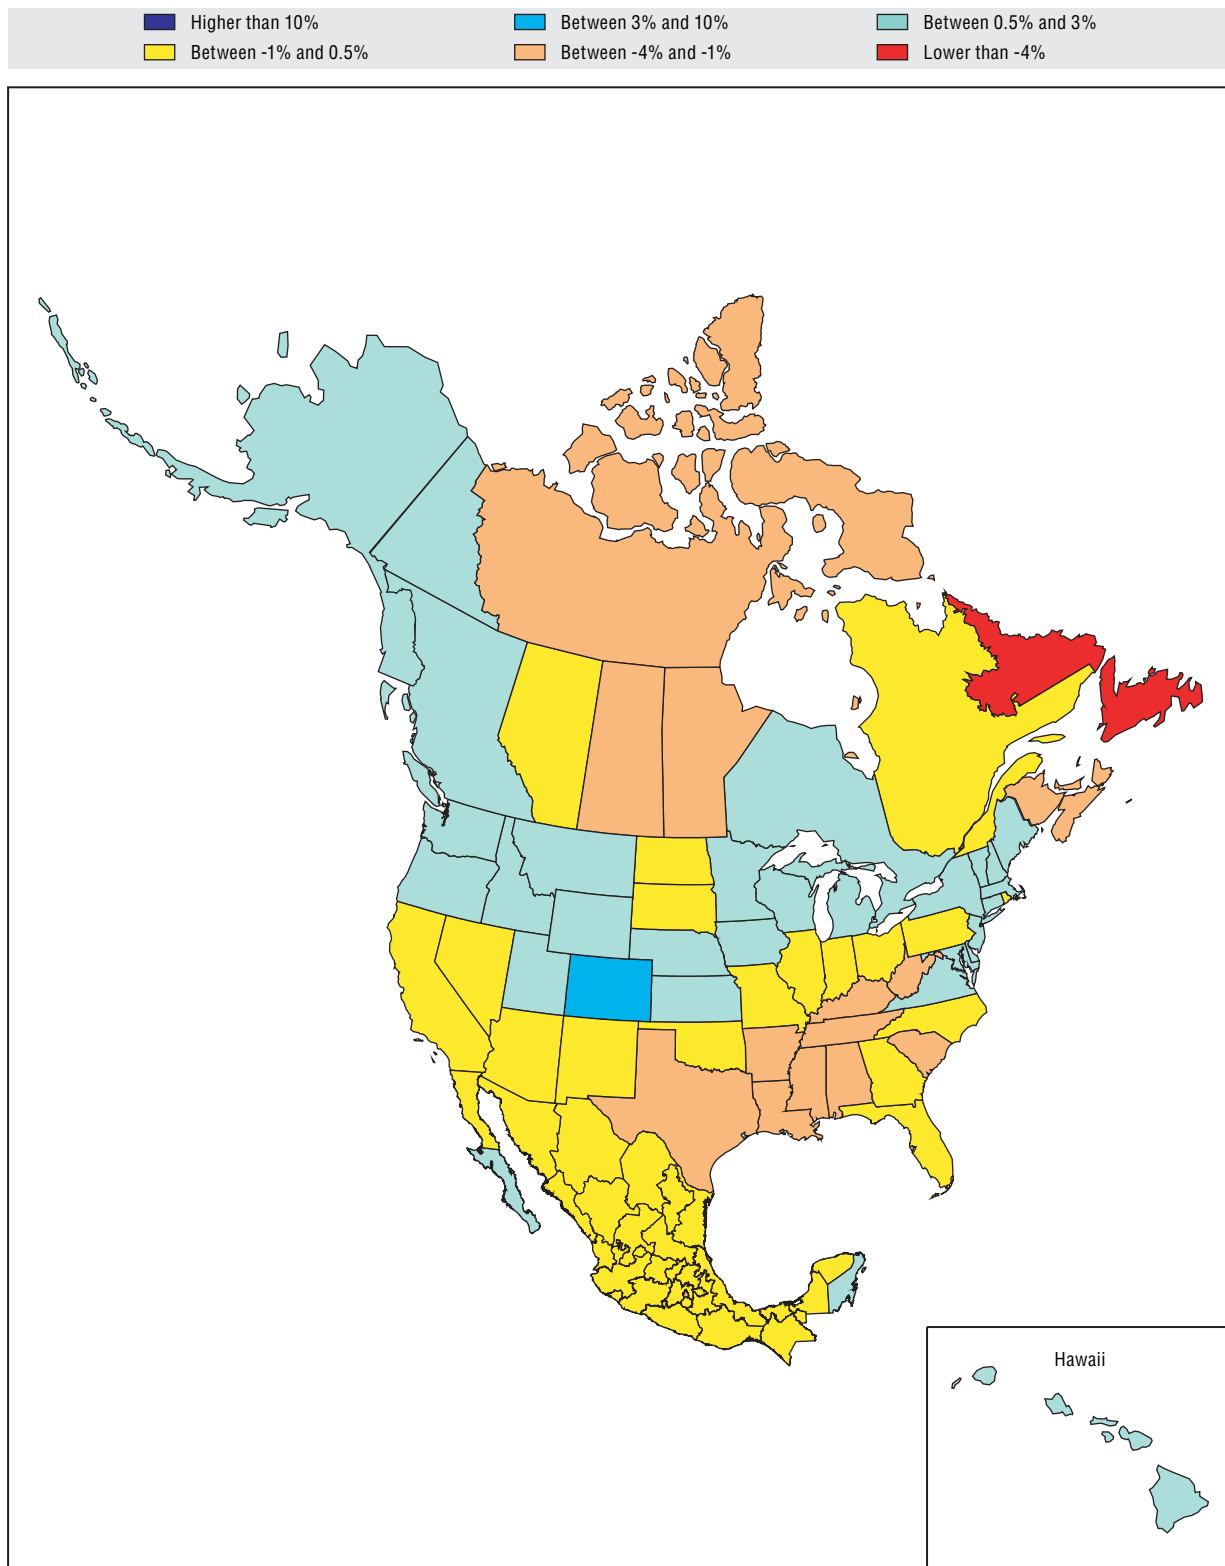 Higher than 10% Between 3% and 10% Between 0.5% and 3%
Between -1% and 0.5% Between -4% and -1% Lower than -4%
Hawaii